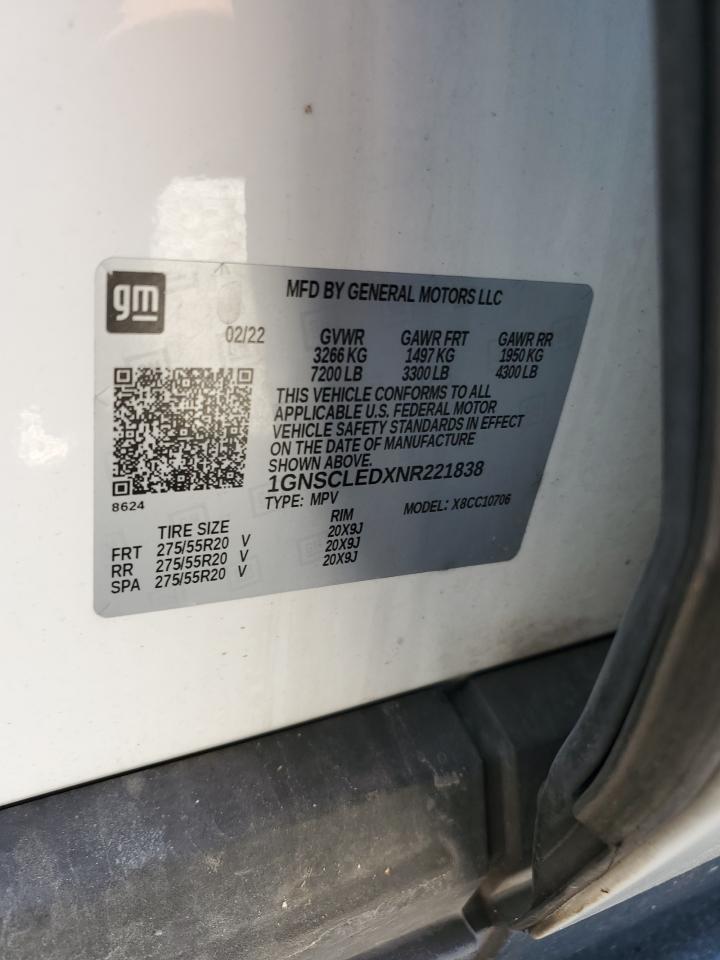 gm
MFD BY GENERAL MOTORS LLC
02/22 GVWR GAWR FRT GAWR RR
3266 KG 1497 KG 1950 KG
7200 LB 3300 LB 4300 LB
THIS VEHICLE CONFORMS TO ALL
APPLICABLE U.S. FEDERAL MOTOR
VEHICLE SAFETY STANDARDS IN EFFECT
ON THE DATE OF MANUFACTURE
SHOWN ABOVE.
1GNSCLEDXNR221838
8624 TYPE: MPV MODEL: X8CC10706
TIRE SIZE RIM
FRT 275/55R20 V 20X9J
RR 275/55R20 V 20X9J
SPA 275/55R20 V 20X9J